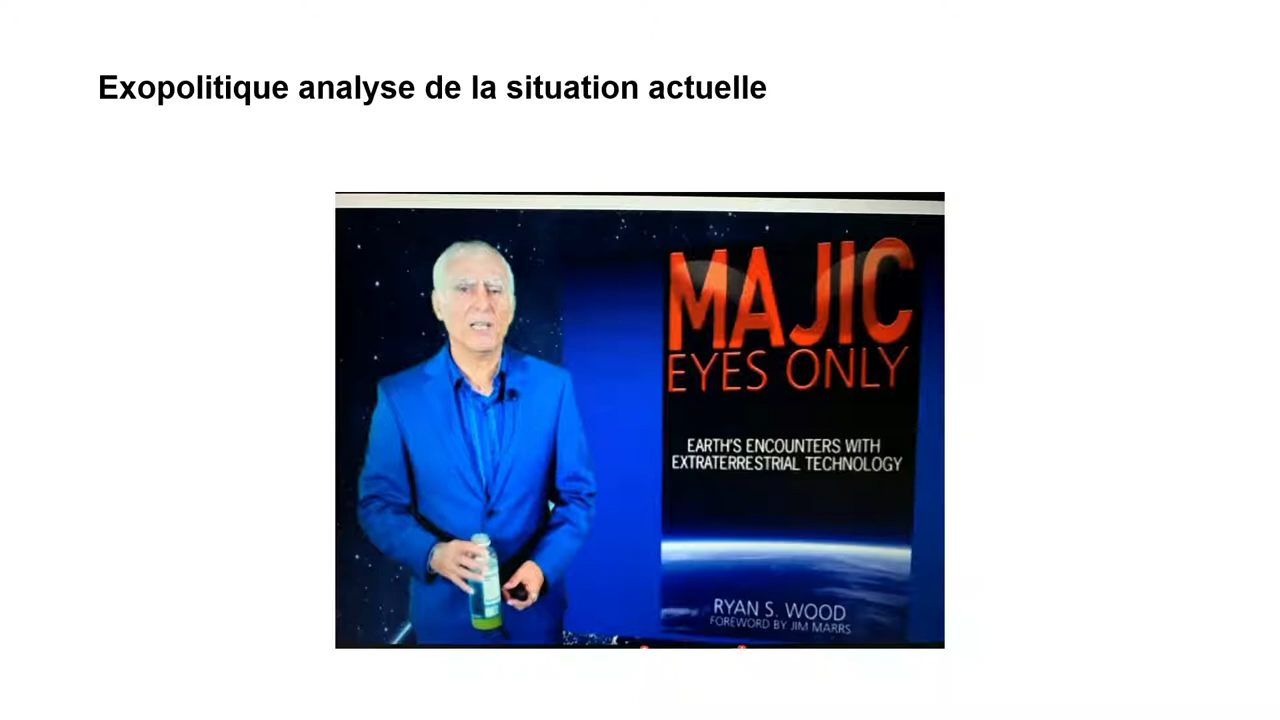 Exopolitique analyse de la situation actuelle
MAJIC
EYES ONLY
EARTH'S ENCOUNTERS WITH
EXTRATERRESTRIAL TECHNOLOGY
RYAN S. WOOD
FOREWORD BY JIM MARRS